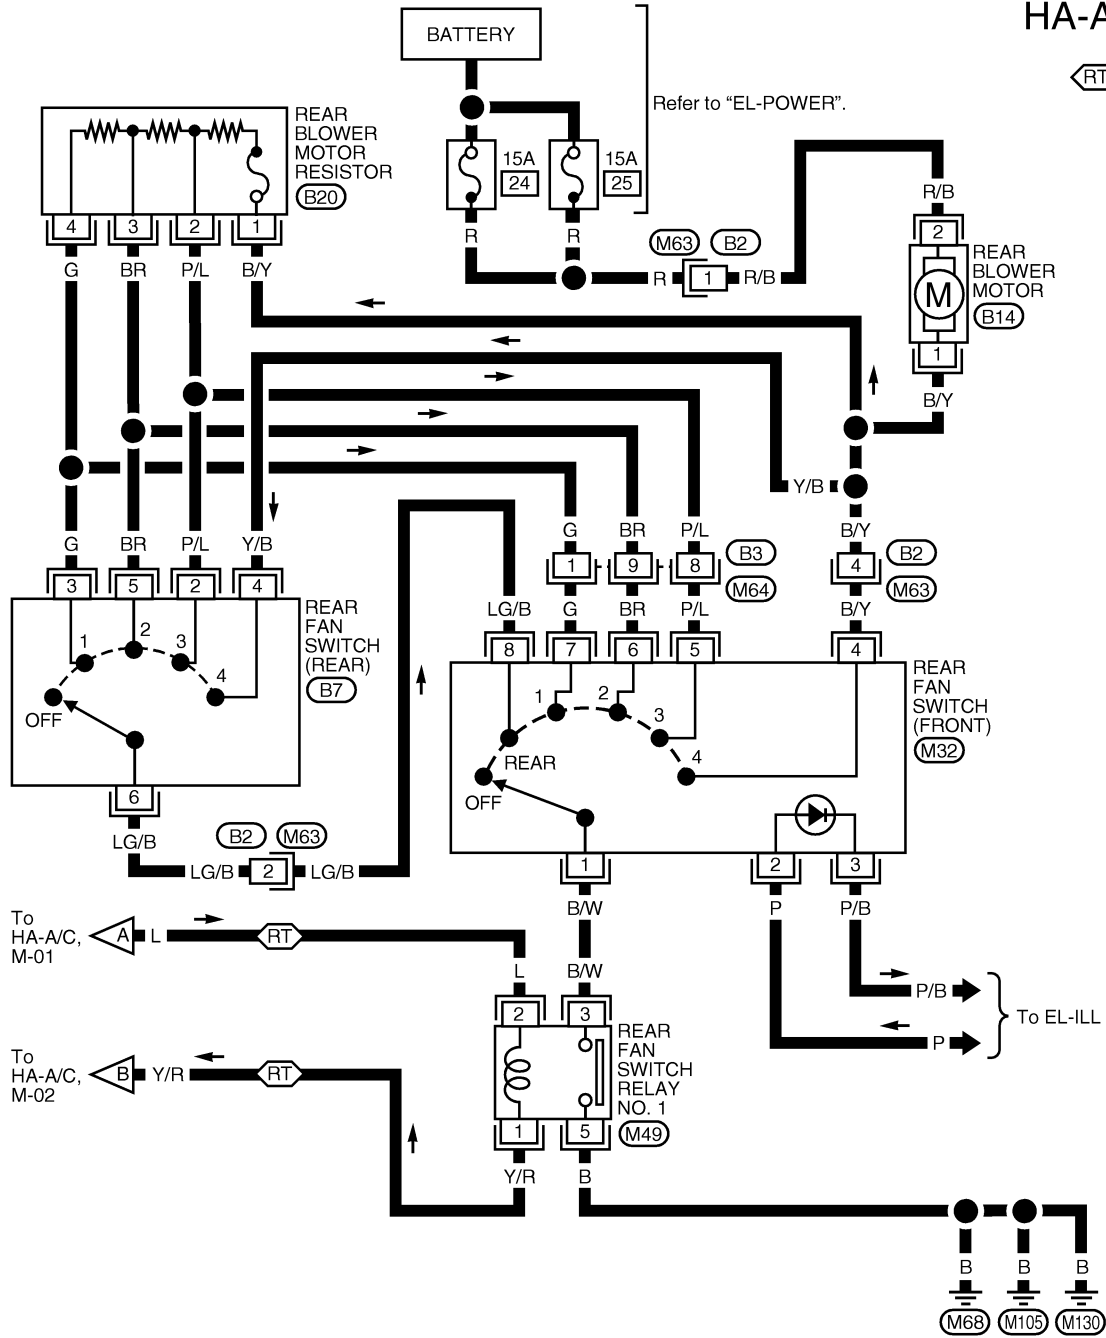 HA-A
RT
BATTERY
Refer to “EL-POWER”.
15A
24
15A
25
R
R
M63
B2
R
1
R/B
R/B
2
REAR
BLOWER
MOTOR
B14
M
1
B/Y
REAR
BLOWER
MOTOR
RESISTOR
B20
4
3
2
1
G
BR
P/L
B/Y
Y/B
G
BR
P/L
Y/B
3
5
2
4
REAR
FAN
SWITCH
(REAR)
B7
1
2
3
4
OFF
6
LG/B
B2
M63
LG/B
2
LG/B
G
BR
P/L
B/Y
1
9
8
B3
M64
4
B2
M63
LG/B
G
BR
P/L
B/Y
8
7
6
5
4
REAR
FAN
SWITCH
(FRONT)
M32
1
2
3
4
REAR
OFF
1
2
3
B/W
P
P/B
To
HA-A/C,
M-01
A
L
RT
L
B/W
P/B
P
To EL-ILL
2
3
REAR
FAN
SWITCH
RELAY
NO. 1
M49
To
HA-A/C,
M-02
B
Y/R
RT
1
5
Y/R
B
B
B
B
M68
M105
M130